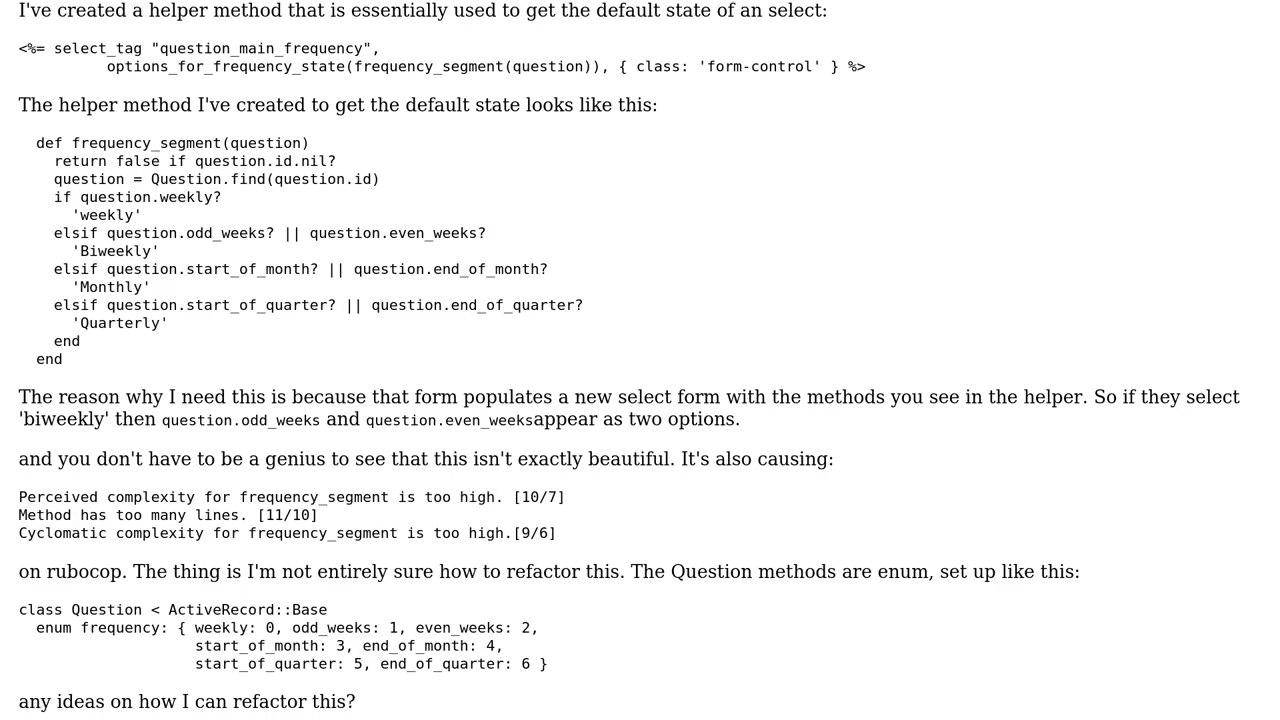 I've created a helper method that is essentially used to get the default state of an select:
<%= select_tag "question_main_frequency",
          options_for_frequency_state(frequency_segment(question)), { class: 'form-control' } %>
The helper method I've created to get the default state looks like this:
  def frequency_segment(question)
    return false if question.id.nil?
    question = Question.find(question.id)
    if question.weekly?
      'weekly'
    elsif question.odd_weeks? || question.even_weeks?
      'Biweekly'
    elsif question.start_of_month? || question.end_of_month?
      'Monthly'
    elsif question.start_of_quarter? || question.end_of_quarter?
      'Quarterly'
    end
  end
The reason why I need this is because that form populates a new select form with the methods you see in the helper. So if they select
'biweekly' then question.odd_weeks and question.even_weeksappear as two options.
and you don't have to be a genius to see that this isn't exactly beautiful. It's also causing:
Perceived complexity for frequency_segment is too high. [10/7]
Method has too many lines. [11/10]
Cyclomatic complexity for frequency_segment is too high.[9/6]
on rubocop. The thing is I'm not entirely sure how to refactor this. The Question methods are enum, set up like this:
class Question < ActiveRecord::Base
  enum frequency: { weekly: 0, odd_weeks: 1, even_weeks: 2,
                    start_of_month: 3, end_of_month: 4,
                    start_of_quarter: 5, end_of_quarter: 6 }
any ideas on how I can refactor this?